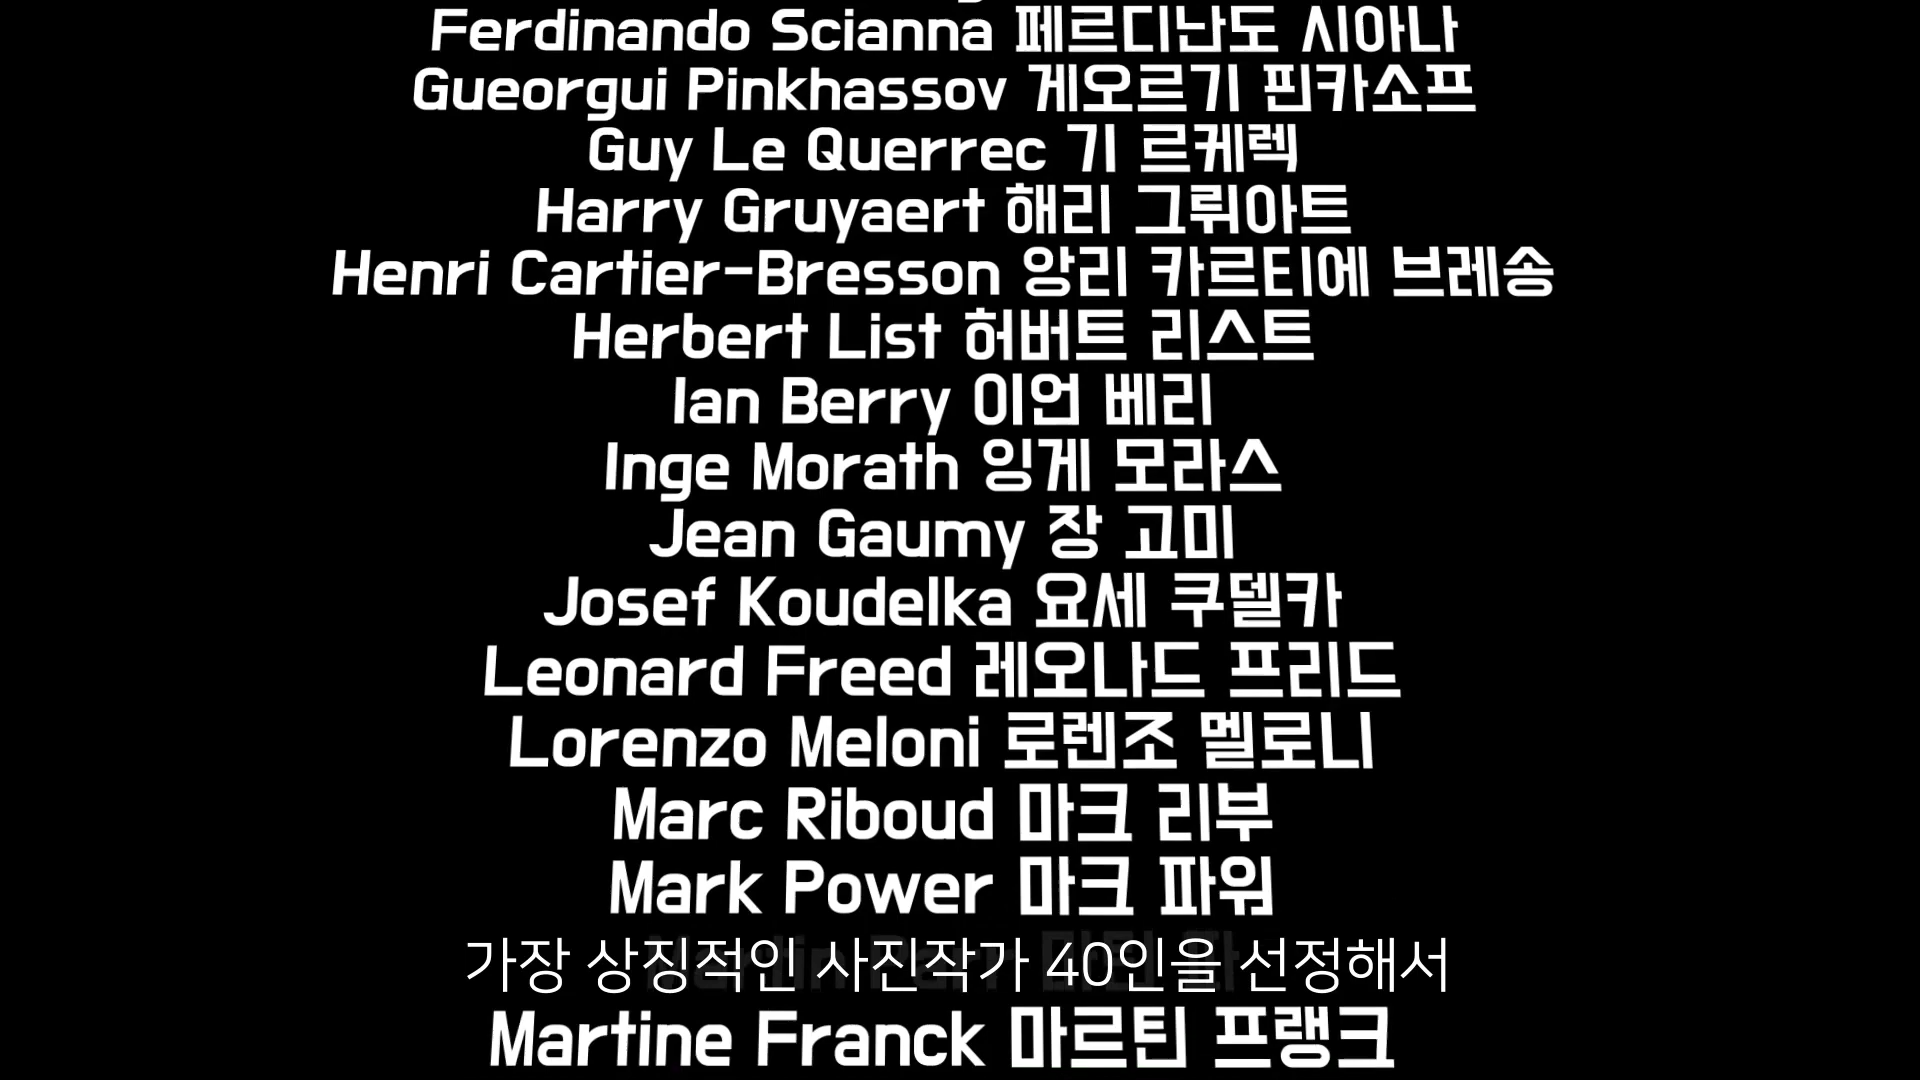 Ferdinando Scianna 페르디난도 시아나
Gueorgui Pinkhassov 게오르기 핀카소프
Guy Le Querrec 기 르케렉
Harry Gruyaert 해리 그뤼아트
Henri Cartier-Bresson 앙리 카르티에 브레송
Herbert List 허버트 리스트
Ian Berry 이언 베리
Inge Morath 잉게 모라스
Jean Gaumy 장 고미
Josef Koudelka 요세 쿠델카
Leonard Freed 레오나드 프리드
Lorenzo Meloni 로렌조 멜로니
Marc Riboud 마크 리부
Mark Power 마크 파워
가장 상징적인 사진작가 40인을 선정해서
Martine Franck 마르틴 프랭크